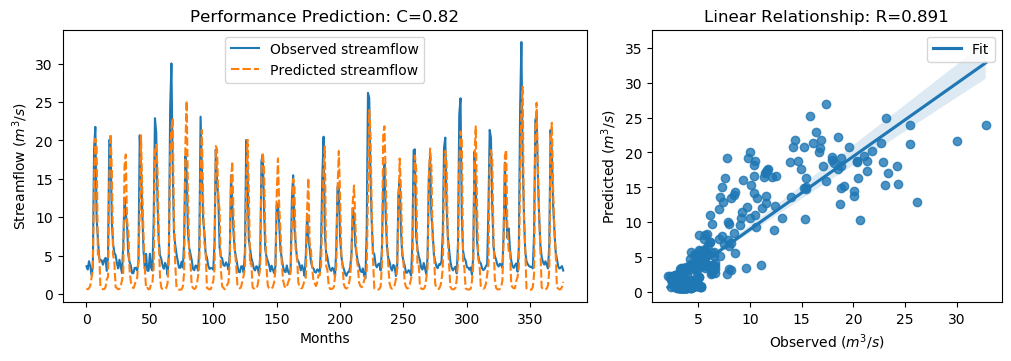 Performance Prediction: C=0.82
Observed streamflow
Predicted streamflow
Streamflow (m³/s)
30
25
20
15
10
5
0
0 50 100 150 200 250 300 350
Months
Linear Relationship: R=0.891
Fit
Predicted (m³/s)
35
30
25
20
15
10
5
0
5 10 15 20 25 30
Observed (m³/s)